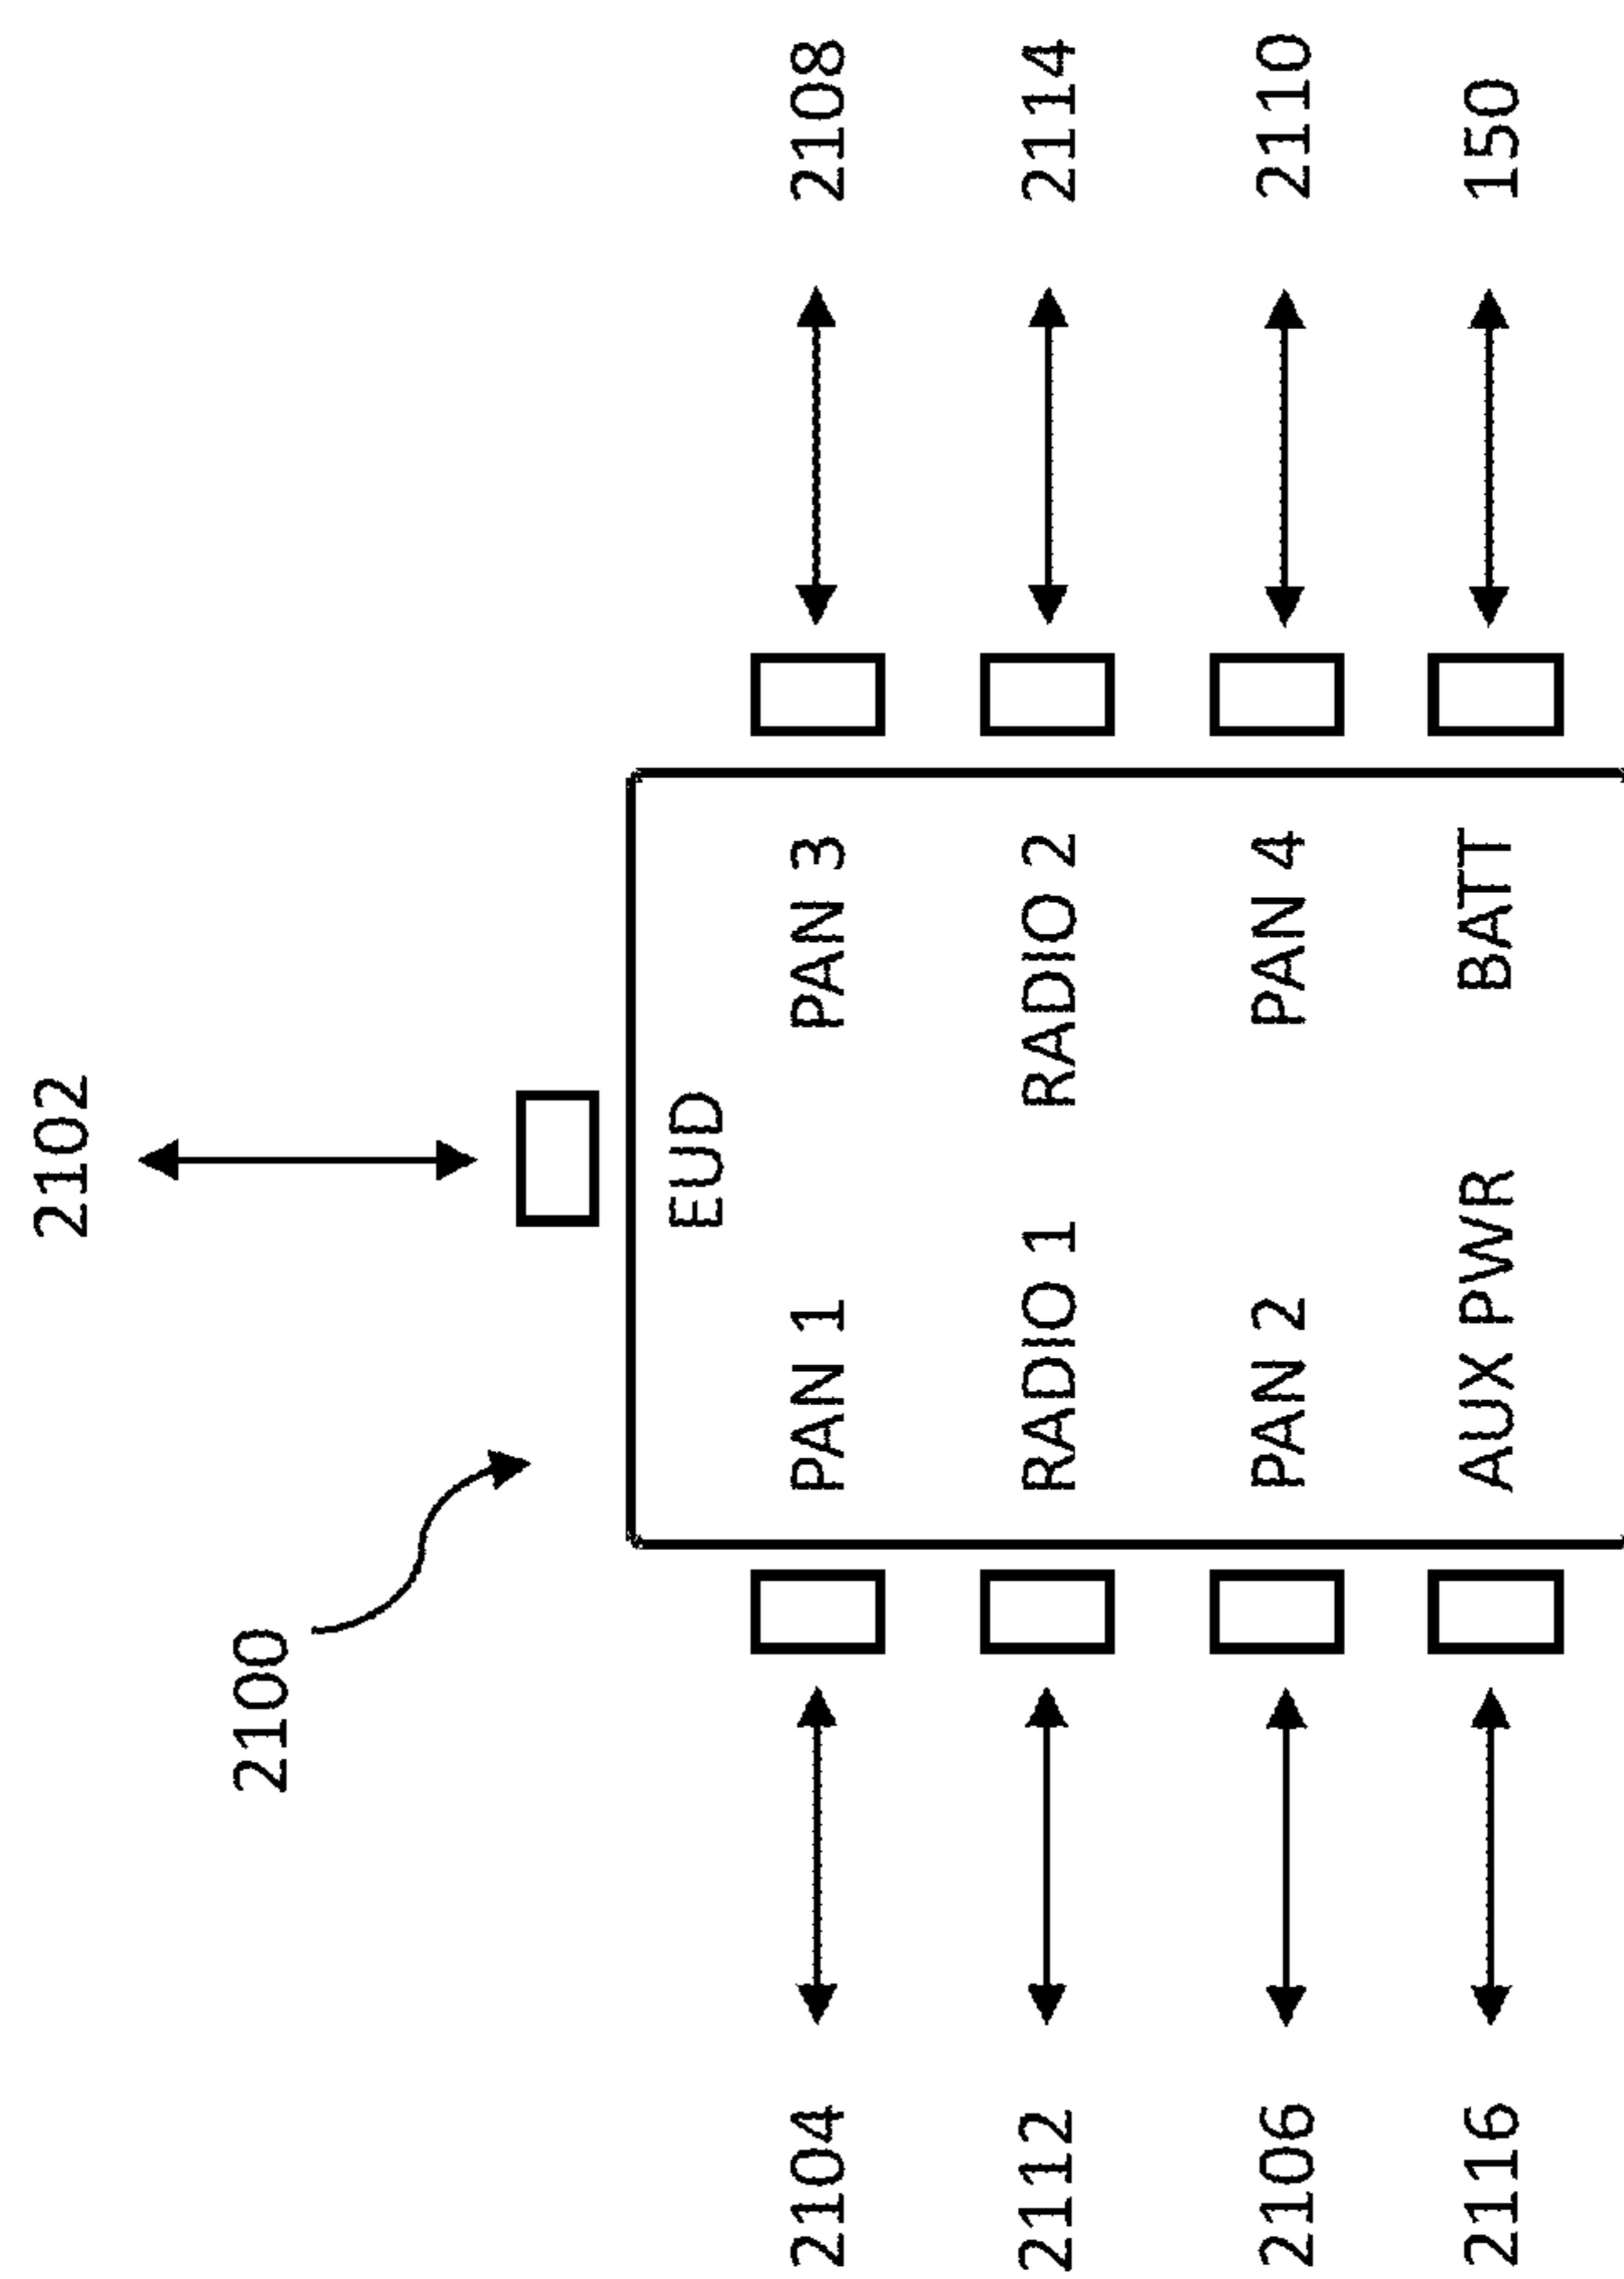 2102
2100
EUD
2104
PAN 1
PAN 3
2108
2112
RADIO 1
RADIO 2
2114
2106
PAN 2
PAN 4
2110
2116
AUX PWR
BATT
150